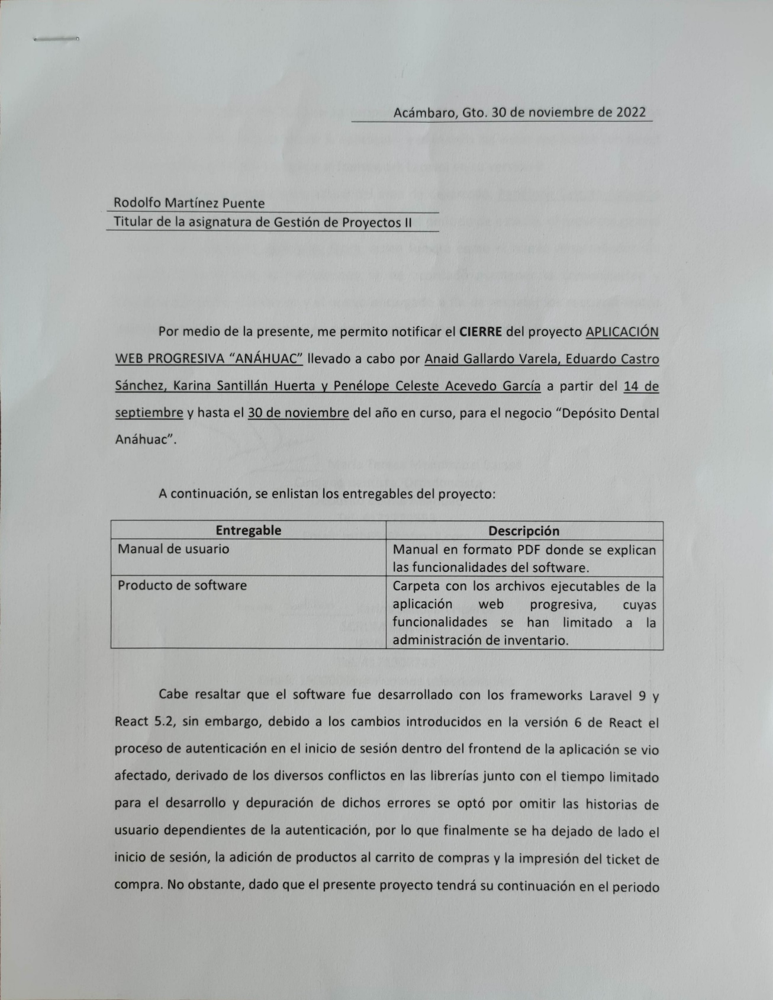 Acámbaro, Gto. 30 de noviembre de 2022
Rodolfo Martínez Puente
Titular de la asignatura de Gestión de Proyectos II
Por medio de la presente, me permito notificar el CIERRE del proyecto APLICACIÓN
WEB PROGRESIVA “ANÁHUAC” llevado a cabo por Anaid Gallardo Varela, Eduardo Castro
Sánchez, Karina Santillán Huerta y Penélope Celeste Acevedo García a partir del 14 de
septiembre y hasta el 30 de noviembre del año en curso, para el negocio “Depósito Dental
Anáhuac”.
A continuación, se enlistan los entregables del proyecto:
Entregable Descripción
Manual de usuario Manual en formato PDF donde se explican
las funcionalidades del software.
Producto de software Carpeta con los archivos ejecutables de la
aplicación web progresiva, cuyas
funcionalidades se han limitado a la
administración de inventario.
Cabe resaltar que el software fue desarrollado con los frameworks Laravel 9 y
React 5.2, sin embargo, debido a los cambios introducidos en la versión 6 de React el
proceso de autenticación en el inicio de sesión dentro del frontend de la aplicación se vio
afectado, derivado de los diversos conflictos en las librerías junto con el tiempo limitado
para el desarrollo y depuración de dichos errores se optó por omitir las historias de
usuario dependientes de la autenticación, por lo que finalmente se ha dejado de lado el
inicio de sesión, la adición de productos al carrito de compras y la impresión del ticket de
compra. No obstante, dado que el presente proyecto tendrá su continuación en el periodo